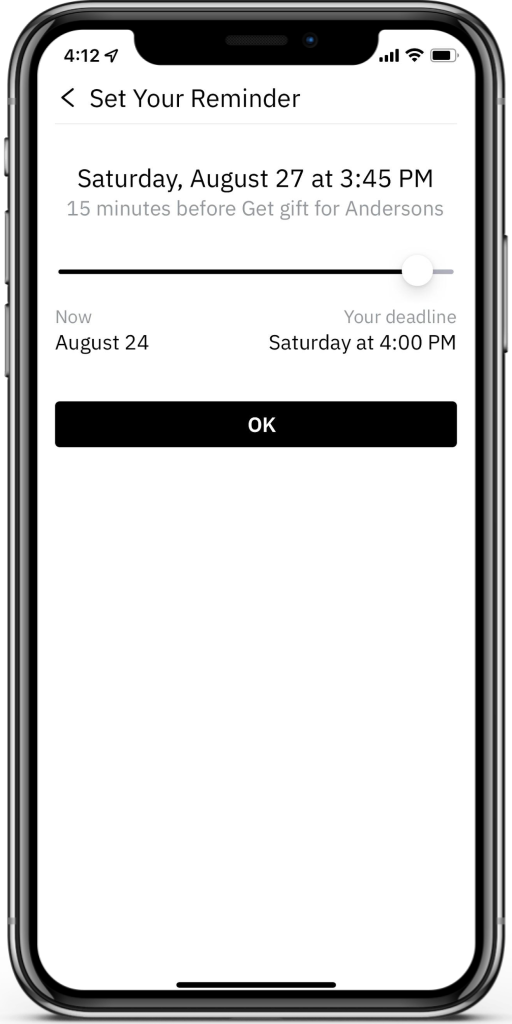 4:12
Set Your Reminder
Saturday, August 27 at 3:45 PM
15 minutes before Get gift for Andersons
Now
Your deadline
August 24
Saturday at 4:00 PM
OK